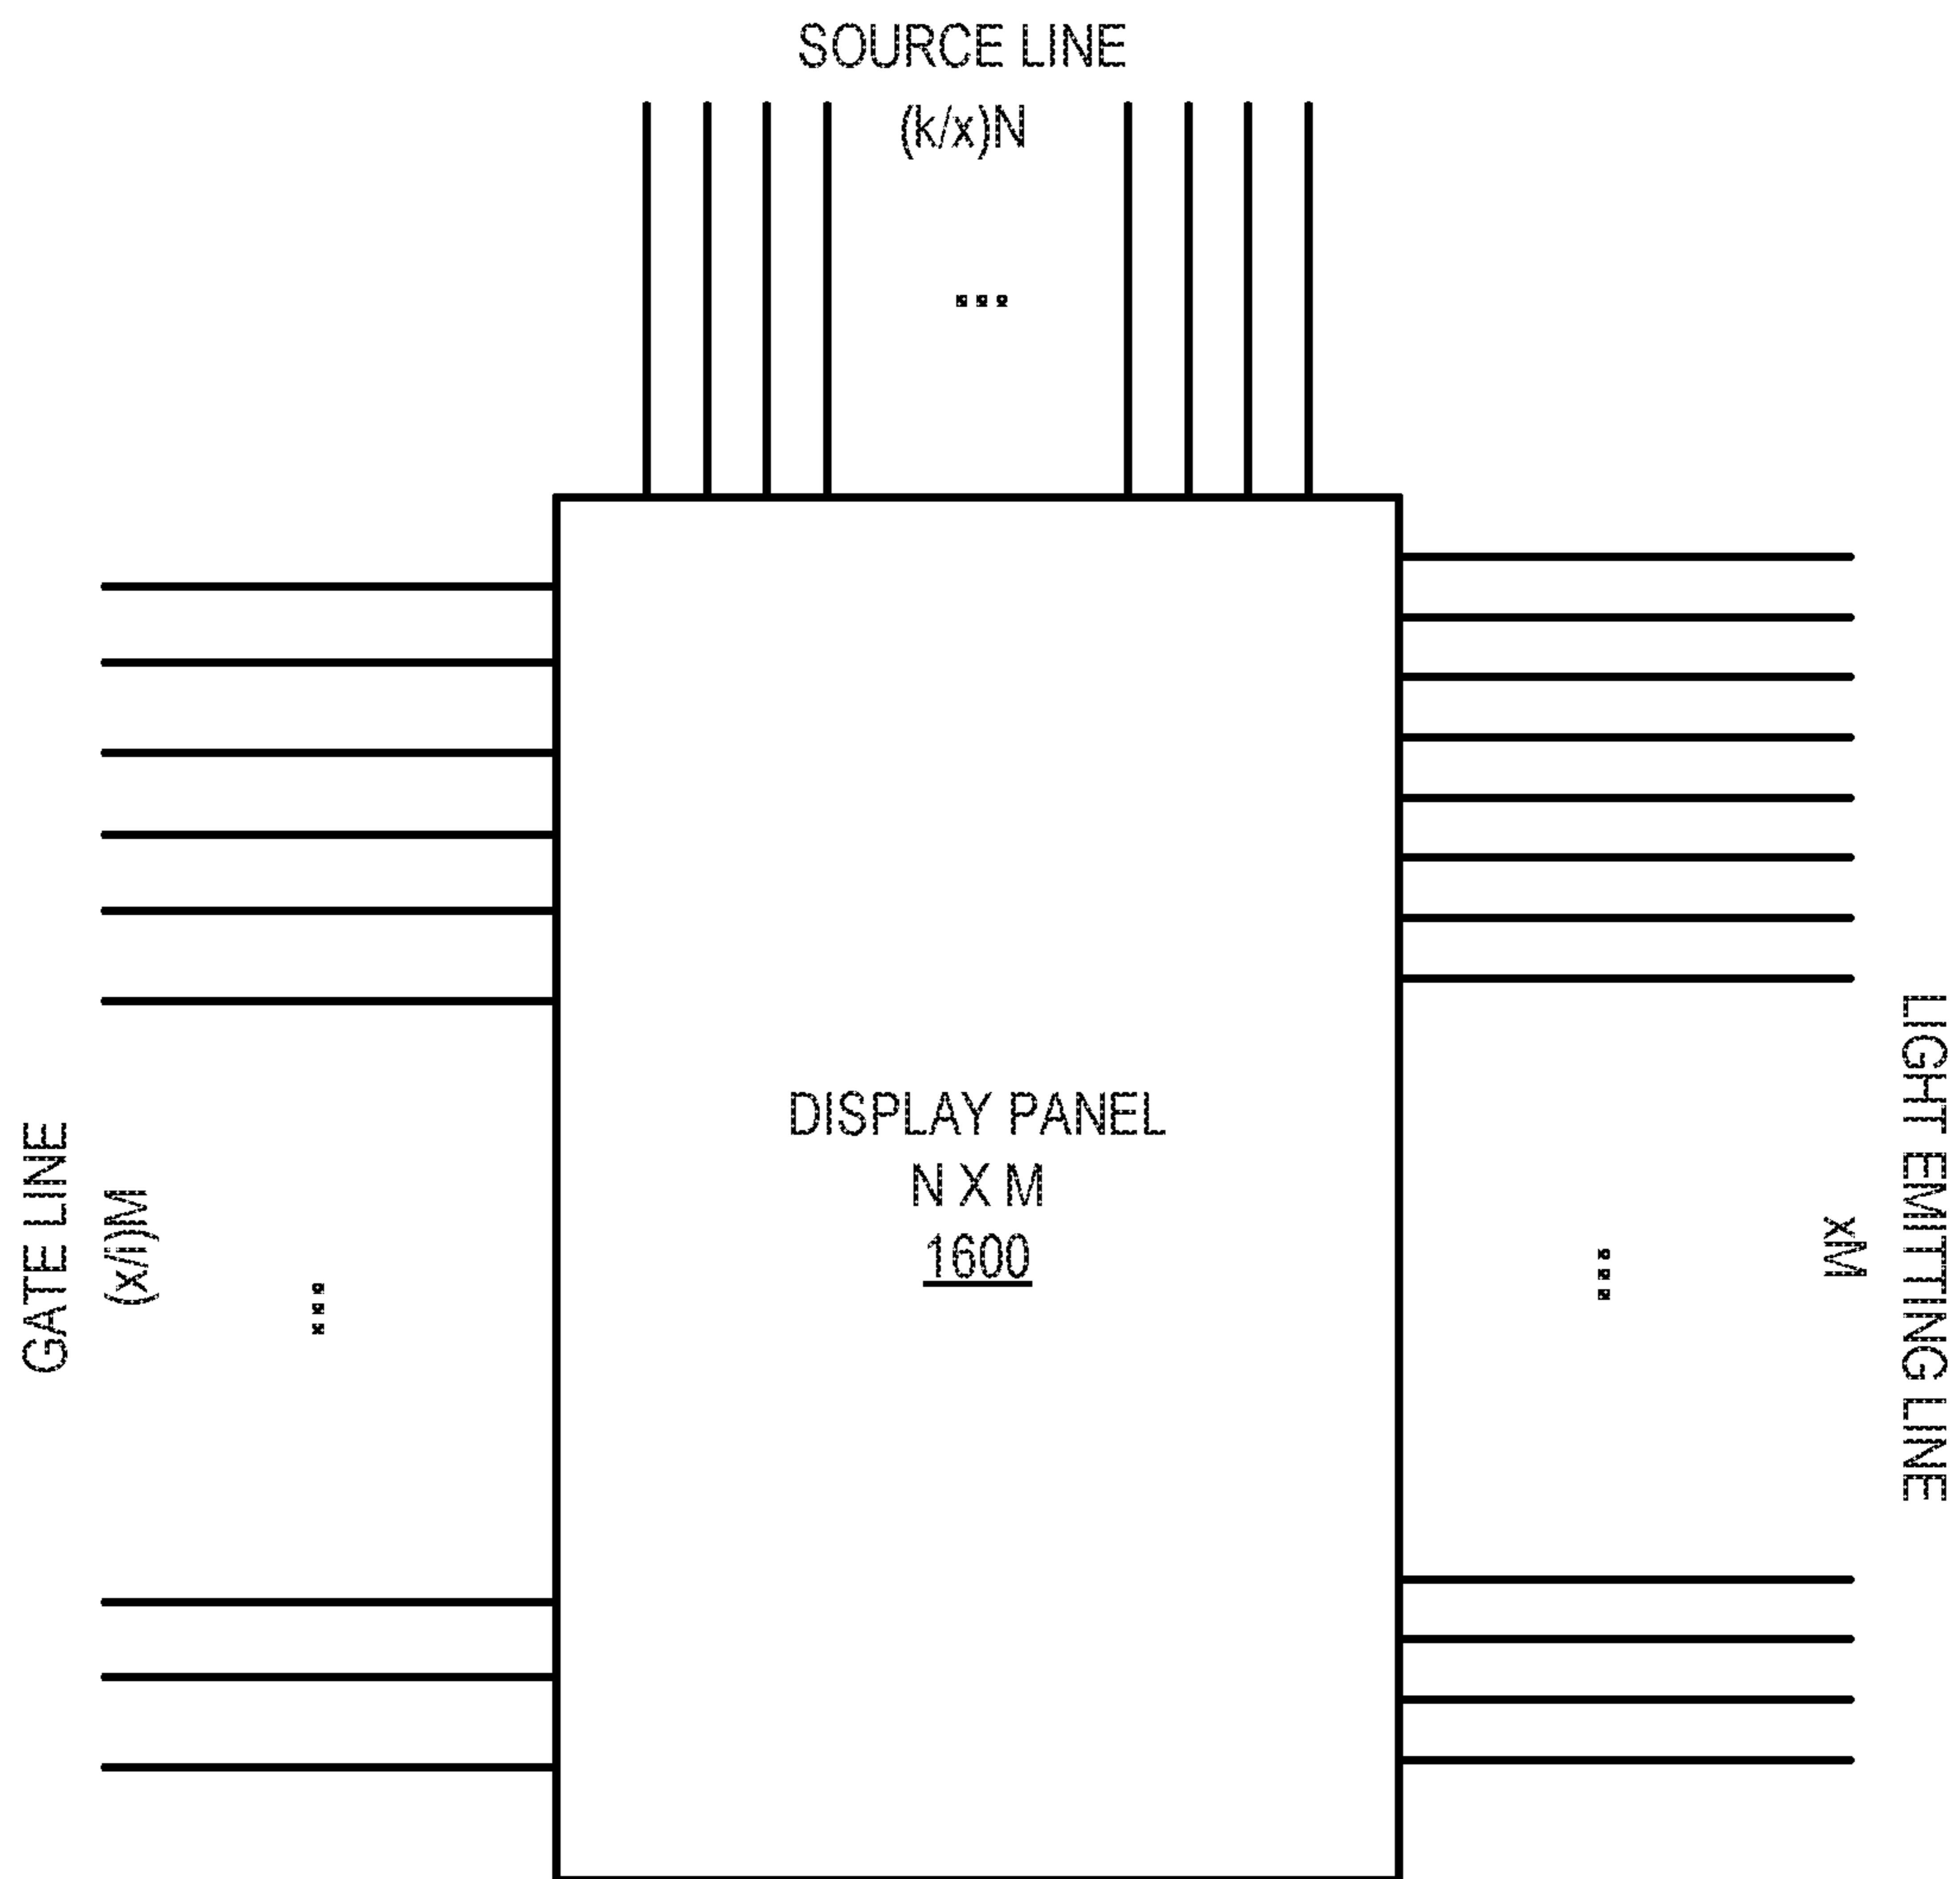 SOURCE LINE
(k/x)N
...
GATE LINE
(x/i)M
...
DISPLAY PANEL
N X M
1600
...
xM
LIGHT EMITTING LINE